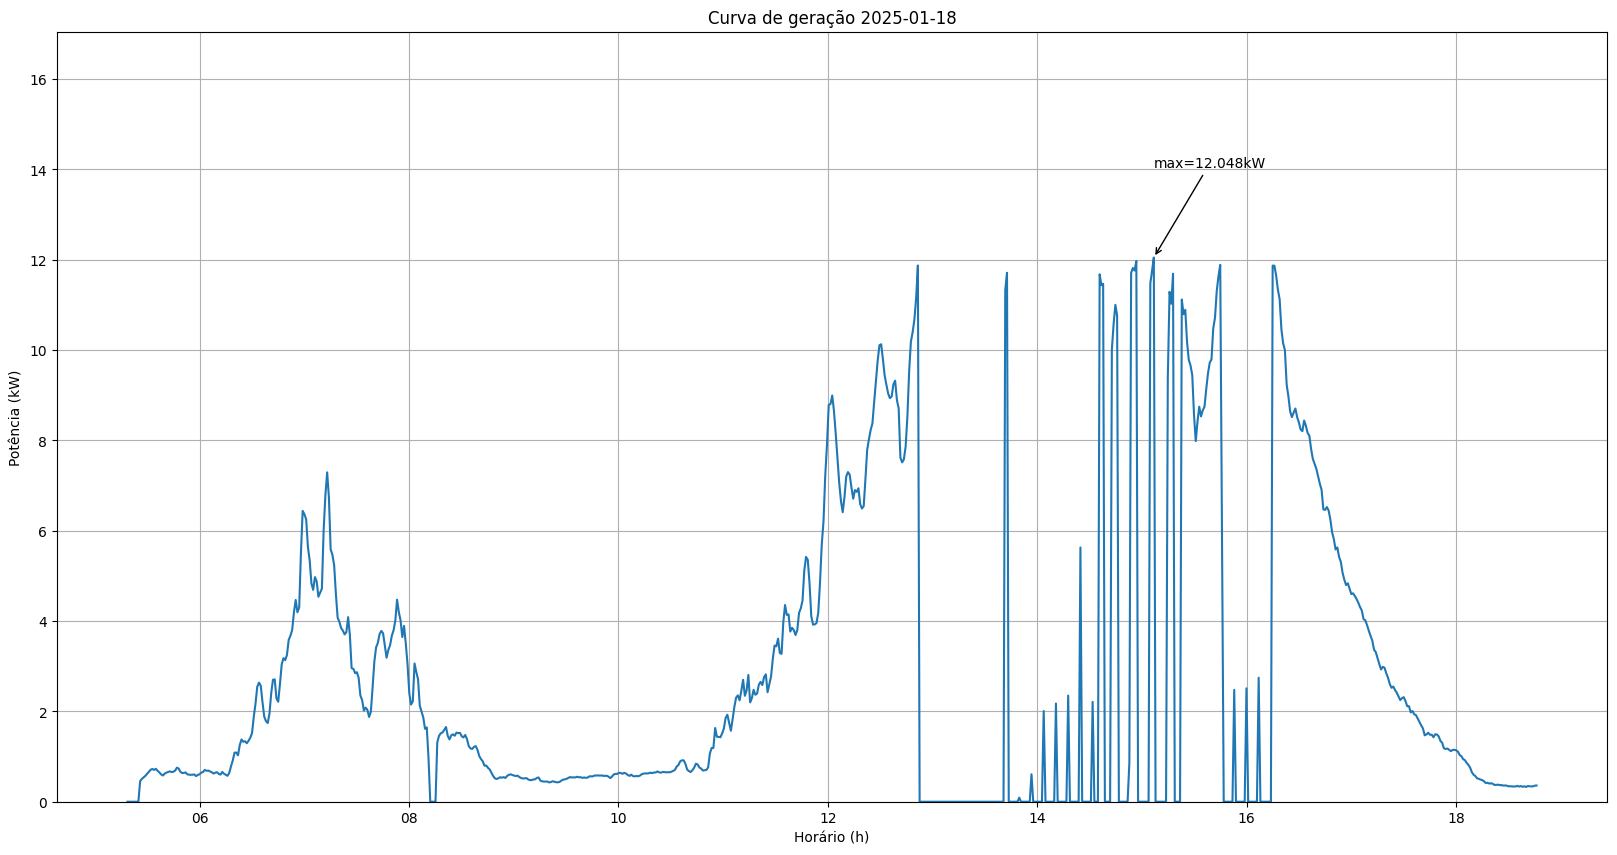 Curva de geração 2025-01-18
16
14
12
10
8
6
4
2
0
Potência (kW)
max=12.048kW
06 08 10 12 14 16 18
Horário (h)